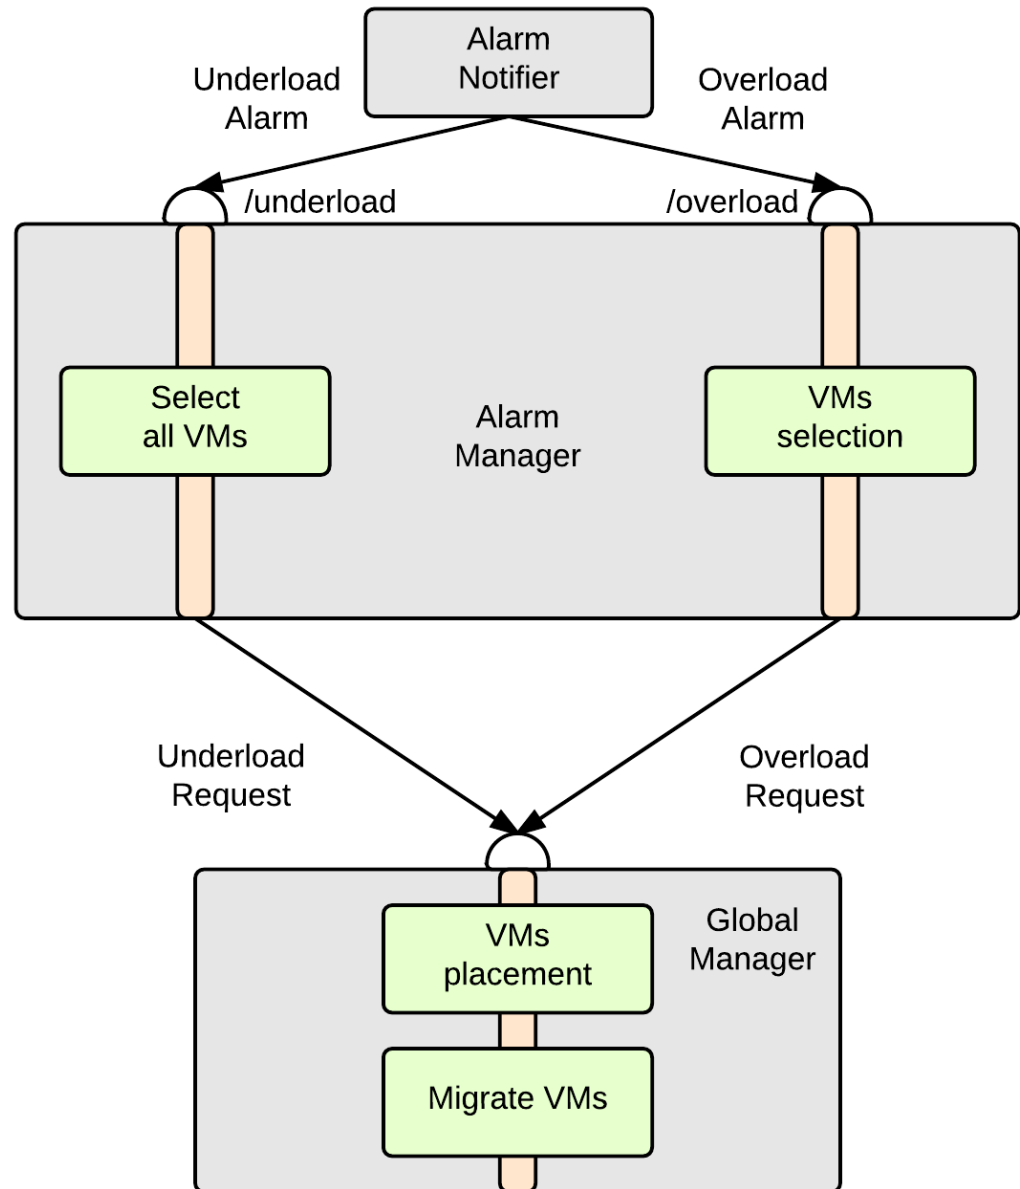 Alarm
Notifier
Underload
Alarm
Overload
Alarm
/underload
/overload
Select
all VMs
Alarm
Manager
VMs
selection
Underload
Request
Overload
Request
Global
Manager
VMs
placement
Migrate VMs